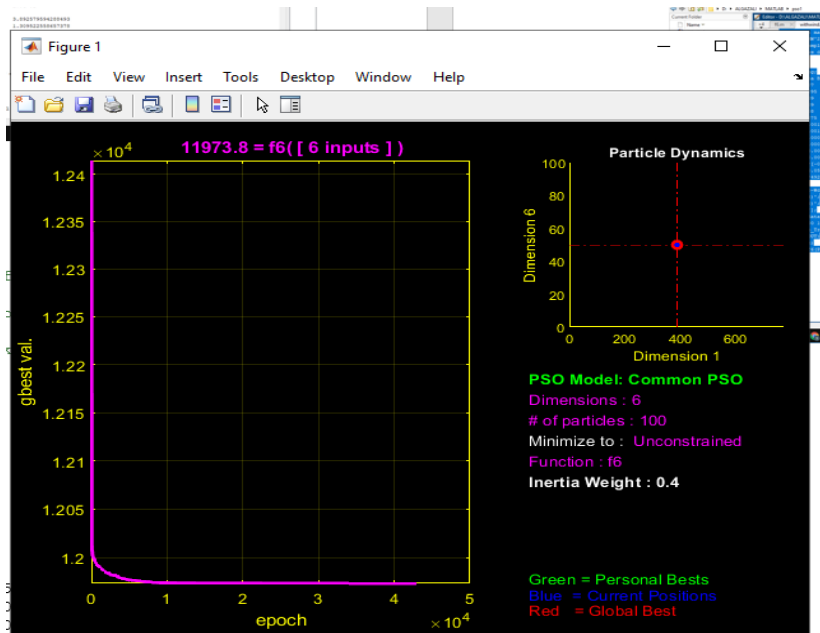 Figure 1
File Edit View Insert Tools Desktop Window Help
×10⁴ 11973.8 = f6( [ 6 inputs ] )
1.24
1.235
1.23
1.225
1.22
1.215
1.21
1.205
1.2
gbest val.
0 1 2 3 4 5
epoch ×10⁴
Particle Dynamics
100
80
60
40
20
0
Dimension 6
0 200 400 600
Dimension 1
PSO Model: Common PSO
Dimensions : 6
# of particles : 100
Minimize to : Unconstrained
Function : f6
Inertia Weight : 0.4
Green = Personal Bests
Blue = Current Positions
Red = Global Best
Current Folder
Name